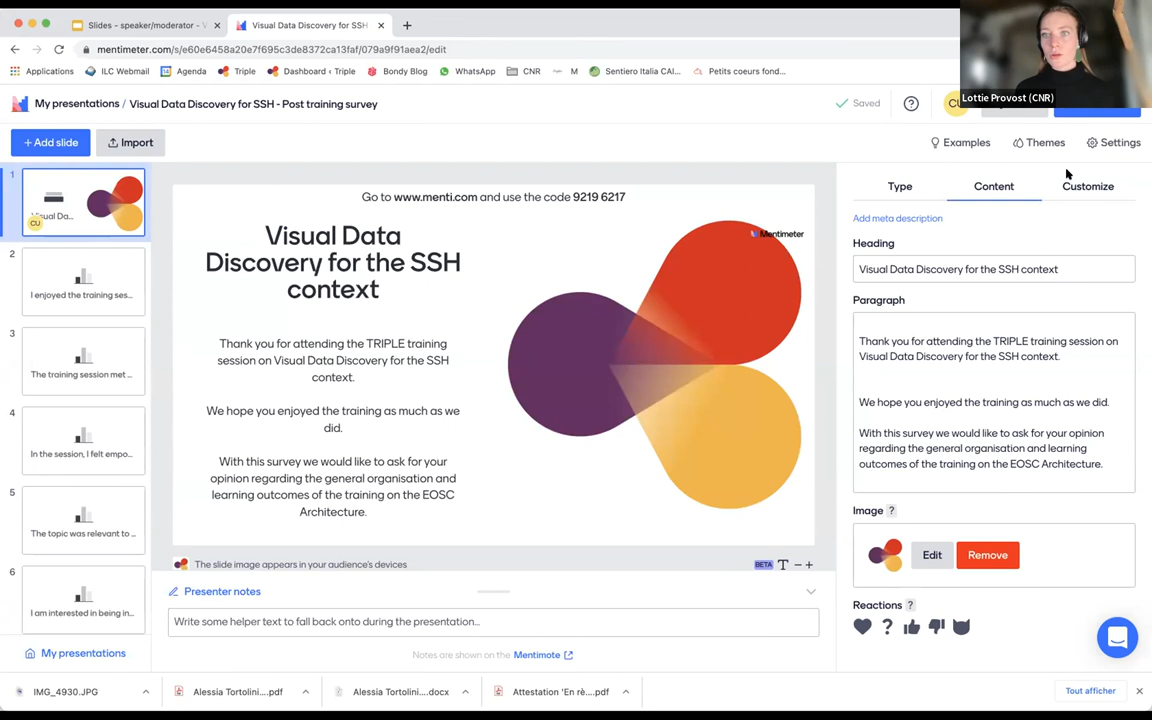 Slides - speaker/moderator - V
Visual Data Discovery for SSH -
mentimeter.com/s/e60e6458a20e7f695c3de8372ca13faf/079a9f91aea2/edit
Applications
ILC Webmail
Agenda
Triple
Dashboard ‹ Triple
Bondy Blog
WhatsApp
CNR
M
Sentiero Italia CAI...
Petits coeurs fond...
Lottie Provost (CNR)
My presentations / Visual Data Discovery for SSH - Post training survey
Saved
?
+ Add slide
Import
Examples
Themes
Settings
1
Visual Da...
CU
2
I enjoyed the training ses...
3
The training session met ...
4
In the session, I felt empo...
5
The topic was relevant to ...
6
I am interested in being in...
My presentations
Go to www.menti.com and use the code 9219 6217
Mentimeter
Visual Data
Discovery for the SSH
context
Thank you for attending the TRIPLE training
session on Visual Data Discovery for the SSH
context.
We hope you enjoyed the training as much as we
did.
With this survey we would like to ask for your
opinion regarding the general organisation and
learning outcomes of the training on the EOSC
Architecture.
The slide image appears in your audience's devices
BETA
T − +
Presenter notes
Write some helper text to fall back onto during the presentation...
Notes are shown on the Mentimote
Type
Content
Customize
Add meta description
Heading
Visual Data Discovery for the SSH context
Paragraph
Thank you for attending the TRIPLE training session on
Visual Data Discovery for the SSH context.
We hope you enjoyed the training as much as we did.
With this survey we would like to ask for your opinion
regarding the general organisation and learning
outcomes of the training on the EOSC Architecture.
Image ?
Edit
Remove
Reactions ?
?
IMG_4930.JPG
Alessia Tortolini....pdf
Alessia Tortolini....docx
Attestation 'En rè....pdf
Tout afficher